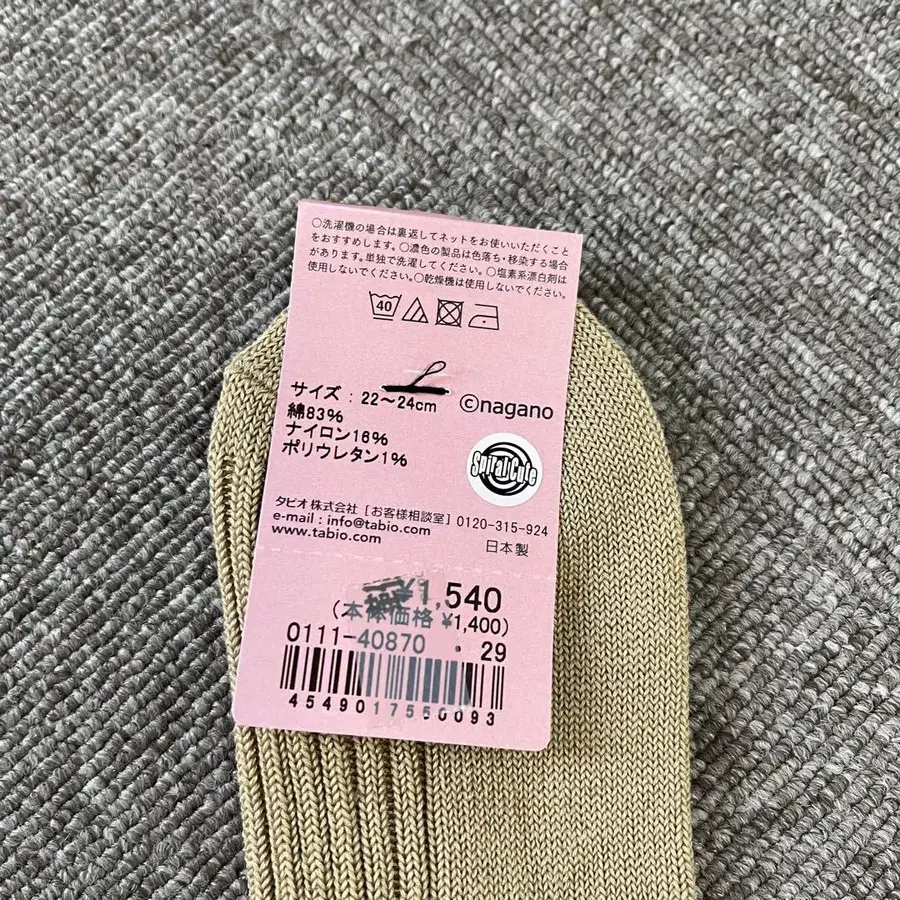 〇洗濯機の場合は裏返してネットをお使いいただくこと
をおすすめします。〇濃色の製品は色落ち・移染する場合
があります。単独で洗濯してください。〇塩素系漂白剤は
使用しないでください。〇乾燥機は使用しないでください。
40
サイズ : 22〜24cm ©nagano
綿83%
ナイロン16%
ポリウレタン1%
Spiral Cute
タビオ株式会社 [お客様相談室] 0120-315-924
e-mail : info@tabio.com
www.tabio.com
日本製
¥1,540
(本体価格 ¥1,400)
0111-40870 . 29
4549017550093